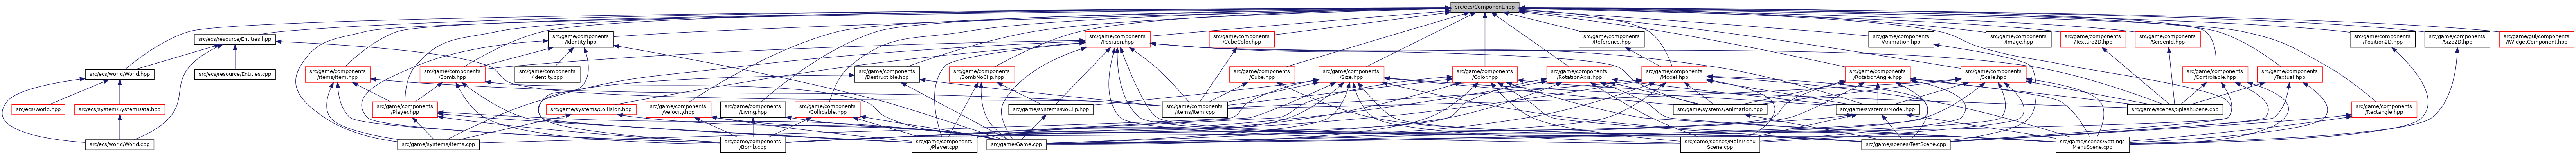 src/ecs/Component.hpp
src/ecs/resource/Entities.hpp
src/game/components
/Identity.hpp
src/game/components
/Position.hpp
src/game/components
/CubeColor.hpp
src/game/components
/Reference.hpp
src/game/components
/Animation.hpp
src/game/components
/Image.hpp
src/game/components
/Texture2D.hpp
src/game/components
/ScreenId.hpp
src/game/components
/Position2D.hpp
src/game/components
/Size2D.hpp
src/game/gui/components
/IWidgetComponent.hpp
src/ecs/world/World.hpp
src/ecs/resource/Entities.cpp
src/game/components
/items/Item.hpp
src/game/components
/Bomb.hpp
src/game/components
/Identity.cpp
src/game/components
/Destructible.hpp
src/game/components
/BombNoClip.hpp
src/game/components
/Cube.hpp
src/game/components
/Size.hpp
src/game/components
/Color.hpp
src/game/components
/RotationAxis.hpp
src/game/components
/Model.hpp
src/game/components
/RotationAngle.hpp
src/game/components
/Scale.hpp
src/game/components
/Controlable.hpp
src/game/components
/Textual.hpp
src/ecs/World.hpp
src/ecs/system/SystemData.hpp
src/game/components
/Player.hpp
src/game/systems/Collision.hpp
src/game/components
/Velocity.hpp
src/game/components
/Living.hpp
src/game/components
/Collidable.hpp
src/game/systems/NoClip.hpp
src/game/components
/items/Item.cpp
src/game/systems/Animation.hpp
src/game/systems/Model.hpp
src/game/scenes/SplashScene.cpp
src/game/components
/Rectangle.hpp
src/ecs/world/World.cpp
src/game/systems/Items.cpp
src/game/components
/Bomb.cpp
src/game/components
/Player.cpp
src/game/Game.cpp
src/game/scenes/MainMenu
Scene.cpp
src/game/scenes/TestScene.cpp
src/game/scenes/Settings
MenuScene.cpp